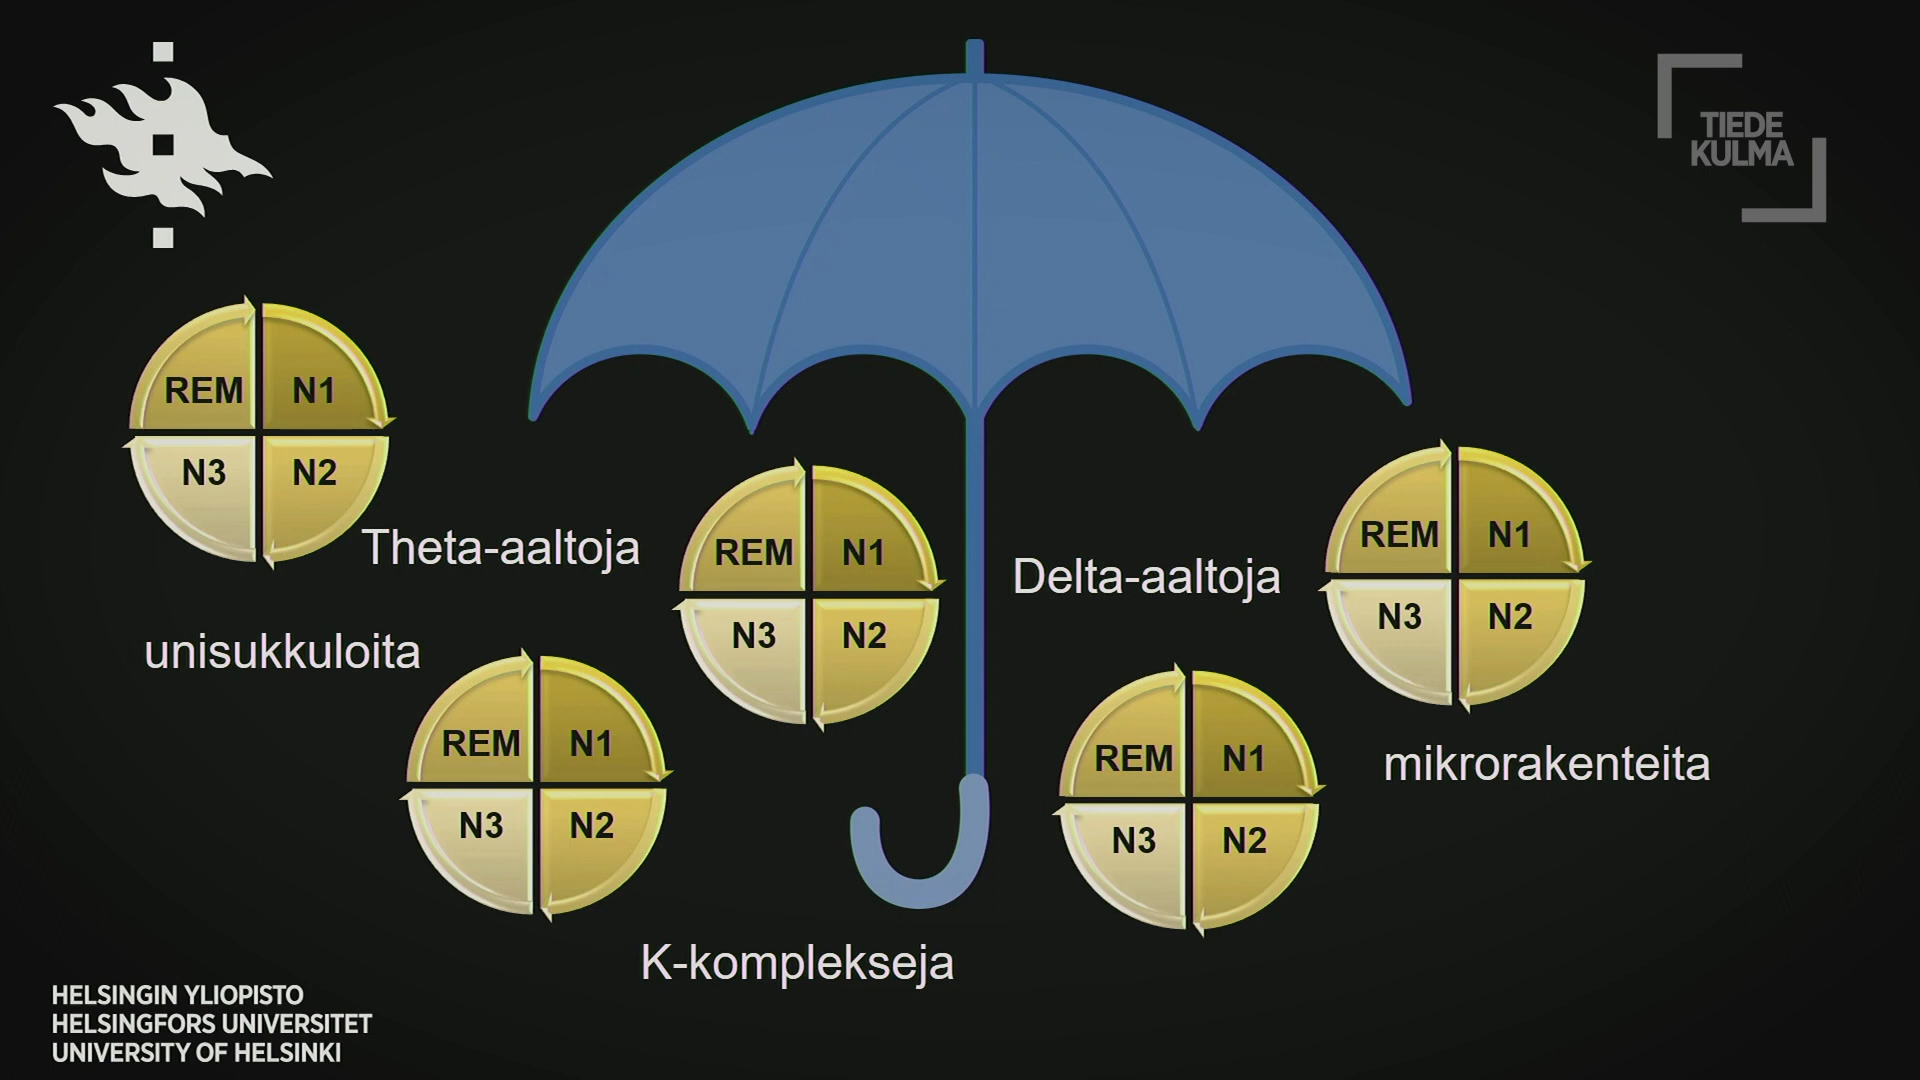 TIEDE
KULMA
REM N1
N3 N2
Theta-aaltoja
REM N1
N3 N2
Delta-aaltoja
REM N1
N3 N2
unisukkuloita
REM N1
N3 N2
REM N1
N3 N2
mikrorakenteita
K-komplekseja
HELSINGIN YLIOPISTO
HELSINGFORS UNIVERSITET
UNIVERSITY OF HELSINKI